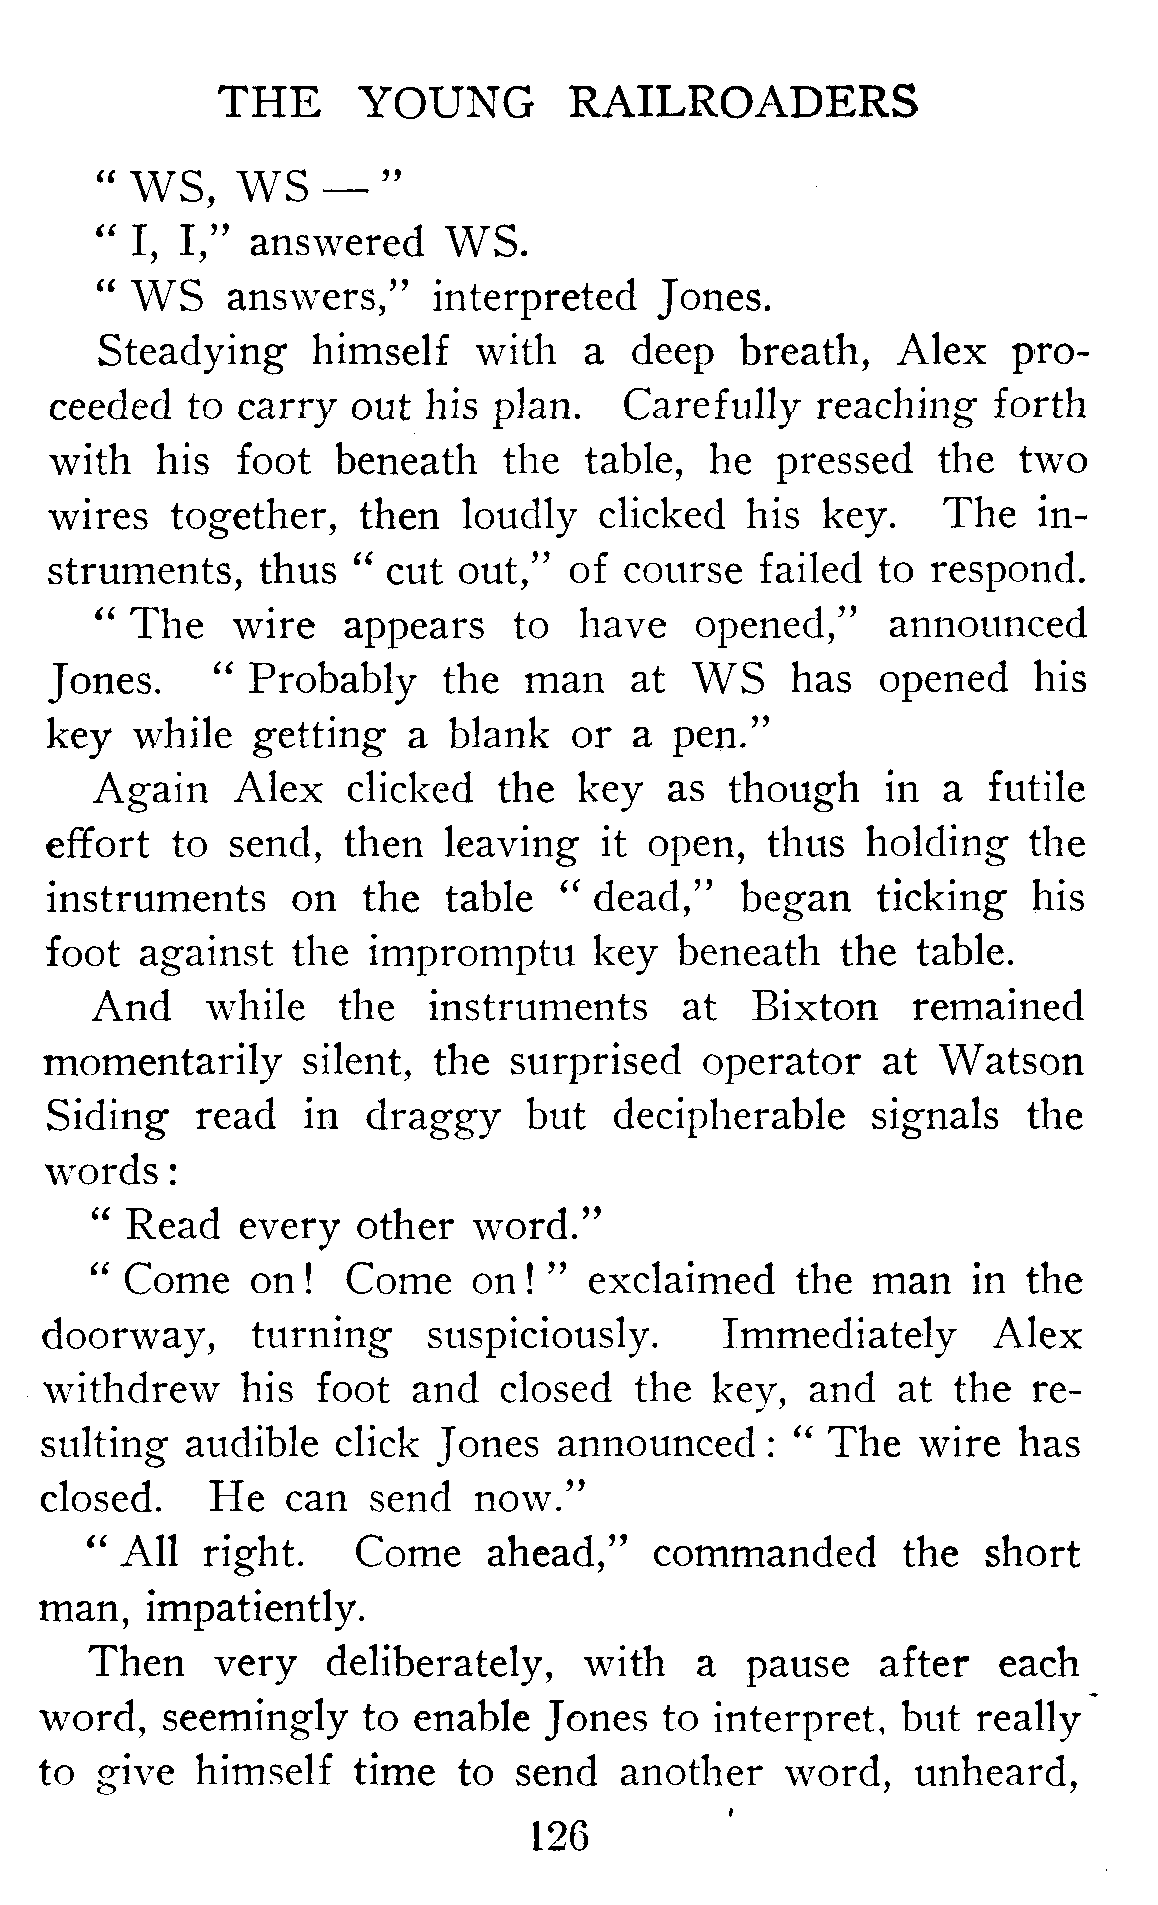 THE YOUNG RAILROADERS
“ WS, WS — ”
“ I, I,” answered WS.
“ WS answers,” interpreted Jones.
Steadying himself with a deep breath, Alex pro-
ceeded to carry out his plan. Carefully reaching forth
with his foot beneath the table, he pressed the two
wires together, then loudly clicked his key. The in-
struments, thus “ cut out,” of course failed to respond.
“ The wire appears to have opened,” announced
Jones. “ Probably the man at WS has opened his
key while getting a blank or a pen.”
Again Alex clicked the key as though in a futile
effort to send, then leaving it open, thus holding the
instruments on the table “ dead,” began ticking his
foot against the impromptu key beneath the table.
And while the instruments at Bixton remained
momentarily silent, the surprised operator at Watson
Siding read in draggy but decipherable signals the
words :
“ Read every other word.”
“ Come on ! Come on ! ” exclaimed the man in the
doorway, turning suspiciously. Immediately Alex
withdrew his foot and closed the key, and at the re-
sulting audible click Jones announced : “ The wire has
closed. He can send now.”
“ All right. Come ahead,” commanded the short
man, impatiently.
Then very deliberately, with a pause after each
word, seemingly to enable Jones to interpret, but really
to give himself time to send another word, unheard,
126